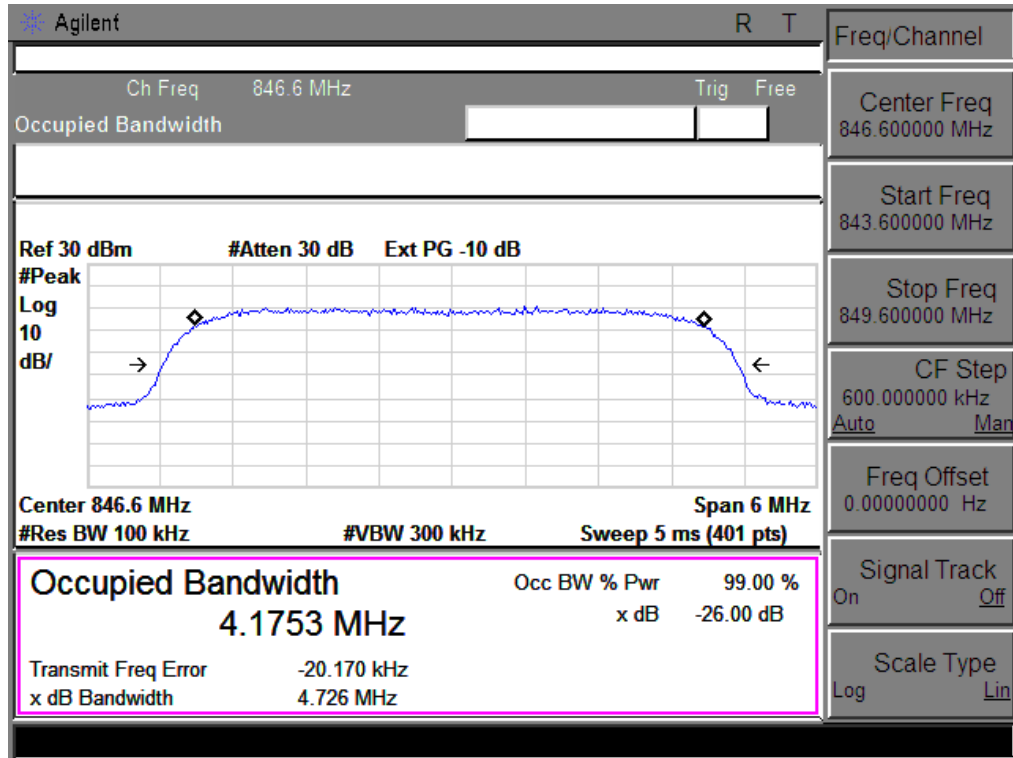 Agilent R T
Ch Freq 846.6 MHz Trig Free
Occupied Bandwidth
Ref 30 dBm #Atten 30 dB Ext PG -10 dB
#Peak
Log
10
dB/
Center 846.6 MHz Span 6 MHz
#Res BW 100 kHz #VBW 300 kHz Sweep 5 ms (401 pts)
Occupied Bandwidth Occ BW % Pwr 99.00 %
4.1753 MHz x dB -26.00 dB
Transmit Freq Error -20.170 kHz
x dB Bandwidth 4.726 MHz
Freq/Channel
Center Freq
846.600000 MHz
Start Freq
843.600000 MHz
Stop Freq
849.600000 MHz
CF Step
600.000000 kHz
Auto Man
Freq Offset
0.00000000 Hz
Signal Track
On Off
Scale Type
Log Lin